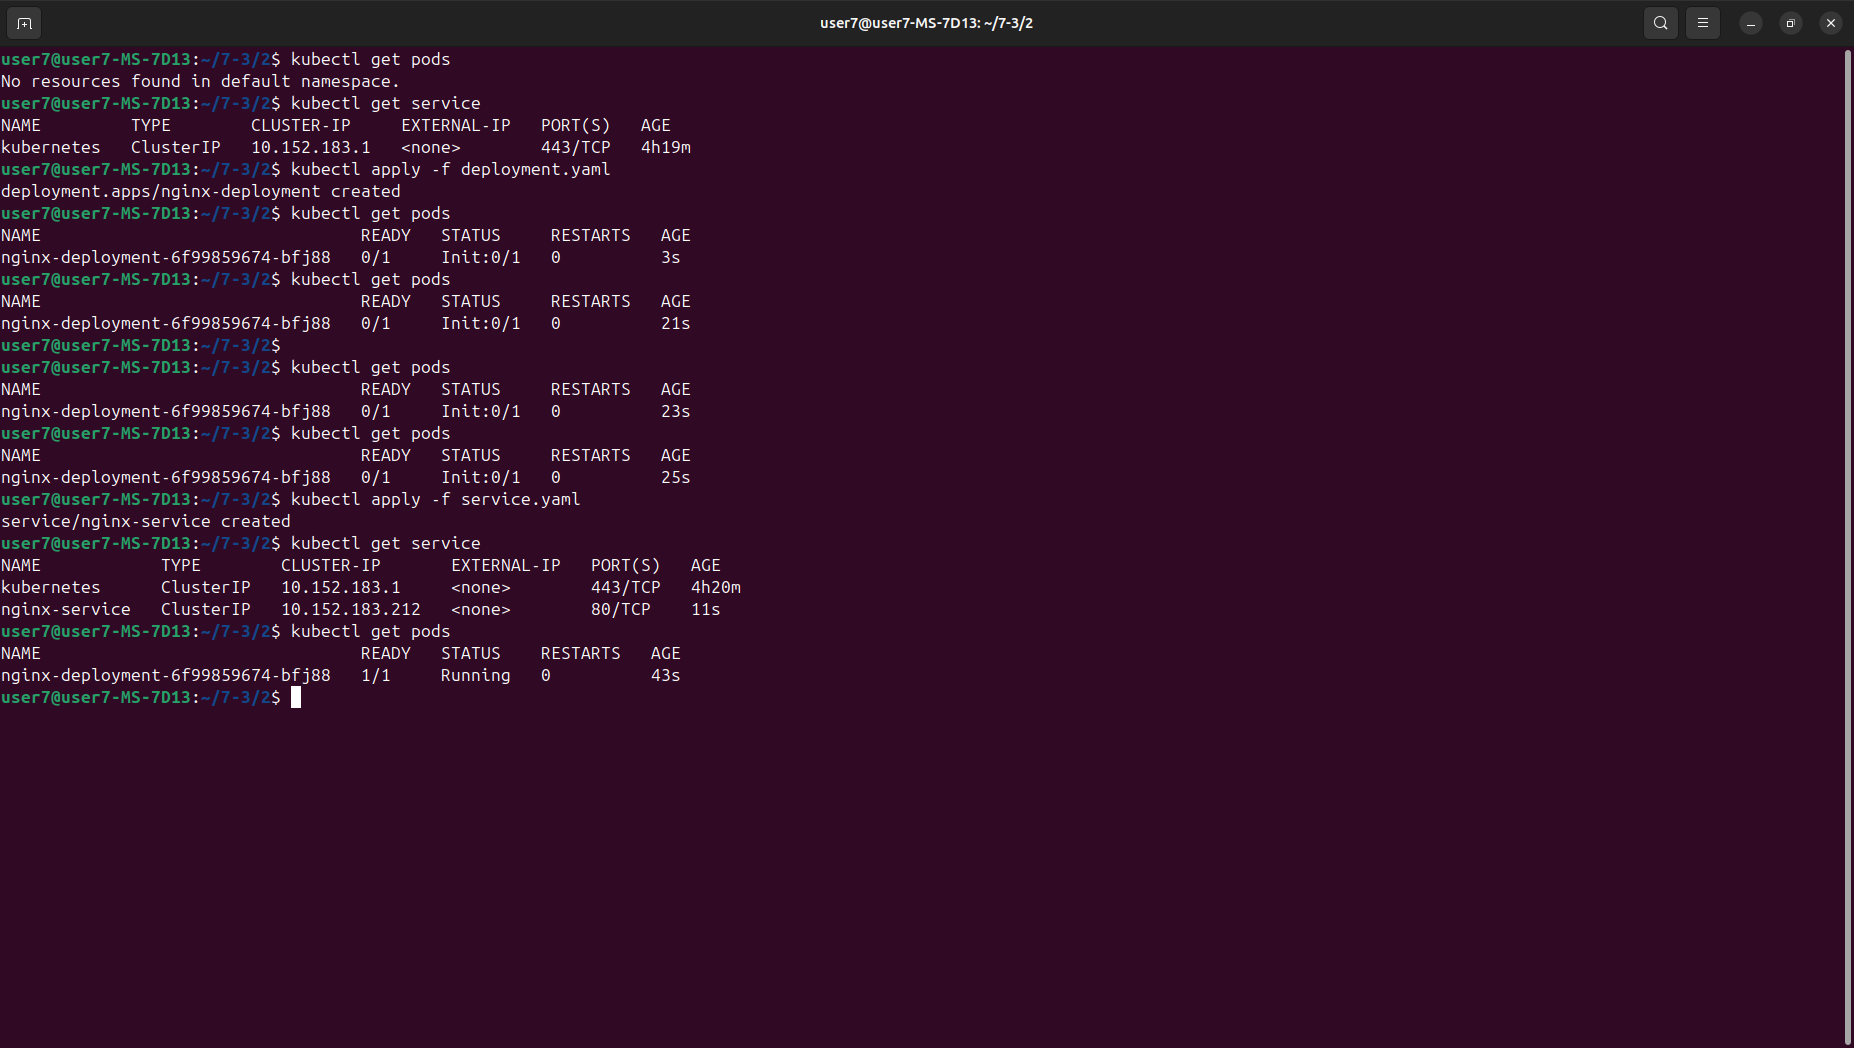 user7@user7-MS-7D13: ~/7-3/2
user7@user7-MS-7D13:~/7-3/2$ kubectl get pods
No resources found in default namespace.
user7@user7-MS-7D13:~/7-3/2$ kubectl get service
NAME         TYPE        CLUSTER-IP     EXTERNAL-IP   PORT(S)   AGE
kubernetes   ClusterIP   10.152.183.1   <none>        443/TCP   4h19m
user7@user7-MS-7D13:~/7-3/2$ kubectl apply -f deployment.yaml
deployment.apps/nginx-deployment created
user7@user7-MS-7D13:~/7-3/2$ kubectl get pods
NAME                                READY   STATUS     RESTARTS   AGE
nginx-deployment-6f99859674-bfj88   0/1     Init:0/1   0          3s
user7@user7-MS-7D13:~/7-3/2$ kubectl get pods
NAME                                READY   STATUS     RESTARTS   AGE
nginx-deployment-6f99859674-bfj88   0/1     Init:0/1   0          21s
user7@user7-MS-7D13:~/7-3/2$
user7@user7-MS-7D13:~/7-3/2$ kubectl get pods
NAME                                READY   STATUS     RESTARTS   AGE
nginx-deployment-6f99859674-bfj88   0/1     Init:0/1   0          23s
user7@user7-MS-7D13:~/7-3/2$ kubectl get pods
NAME                                READY   STATUS     RESTARTS   AGE
nginx-deployment-6f99859674-bfj88   0/1     Init:0/1   0          25s
user7@user7-MS-7D13:~/7-3/2$ kubectl apply -f service.yaml
service/nginx-service created
user7@user7-MS-7D13:~/7-3/2$ kubectl get service
NAME            TYPE        CLUSTER-IP       EXTERNAL-IP   PORT(S)   AGE
kubernetes      ClusterIP   10.152.183.1     <none>        443/TCP   4h20m
nginx-service   ClusterIP   10.152.183.212   <none>        80/TCP    11s
user7@user7-MS-7D13:~/7-3/2$ kubectl get pods
NAME                                READY   STATUS    RESTARTS   AGE
nginx-deployment-6f99859674-bfj88   1/1     Running   0          43s
user7@user7-MS-7D13:~/7-3/2$